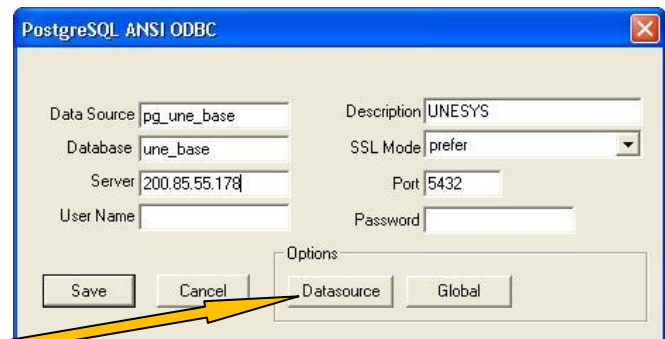 PostgreSQL ANSI ODBC
Data Source pg_une_base Description UNESYS
Database une_base SSL Mode prefer
Server 200.85.55.178 Port 5432
User Name Password
Options
Save Cancel Datasource Global